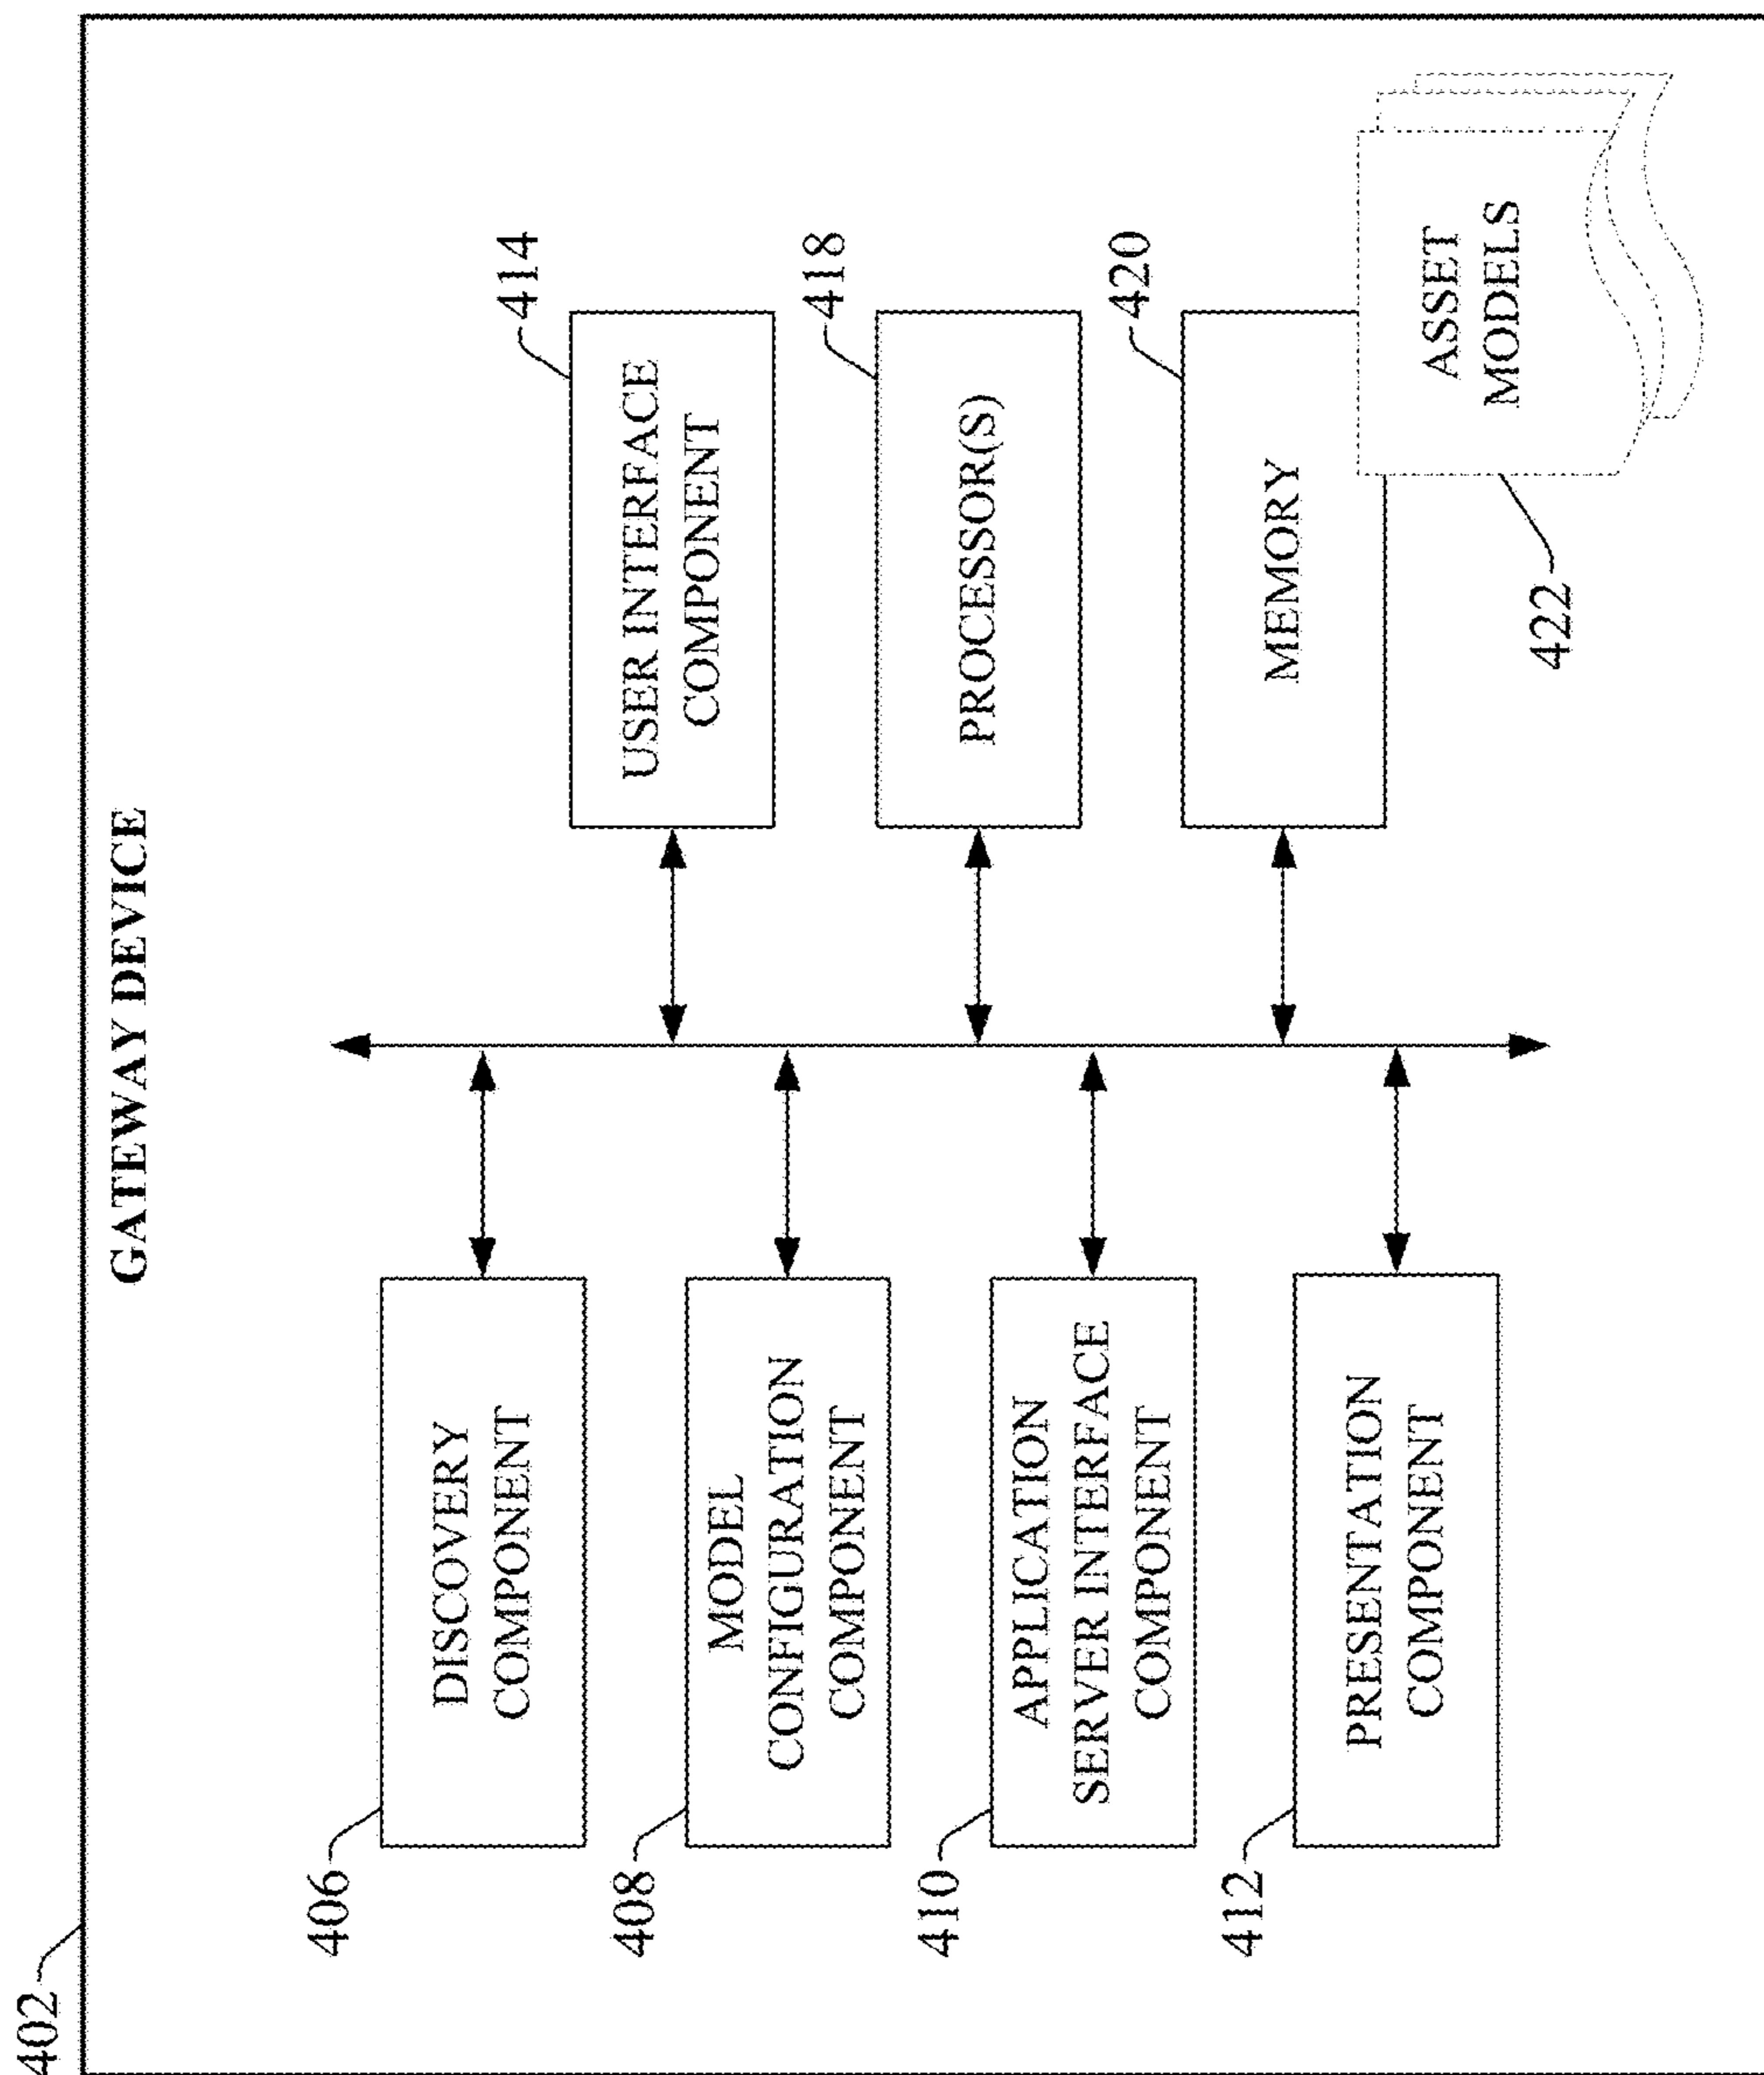 402
GATEWAY DEVICE
406
DISCOVERY
COMPONENT
408
MODEL
CONFIGURATION
COMPONENT
410
APPLICATION
SERVER INTERFACE
COMPONENT
412
PRESENTATION
COMPONENT
414
USER INTERFACE
COMPONENT
418
PROCESSOR(S)
420
MEMORY
ASSET
MODELS
422